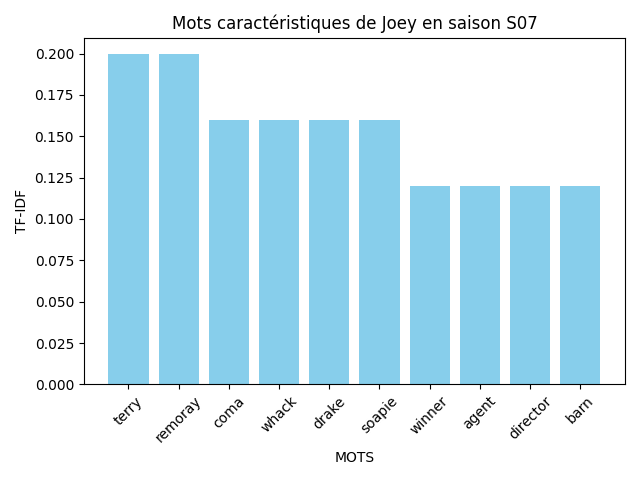 Mots caractéristiques de Joey en saison S07
0.200
0.175
0.150
0.125
0.100
0.075
0.050
0.025
0.000
TF-IDF
terry
remoray
coma
whack
drake
soapie
winner
agent
director
barn
MOTS